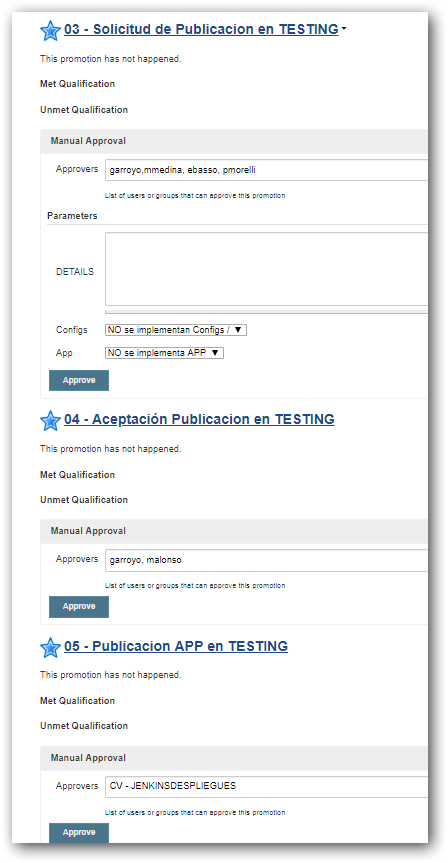 03 - Solicitud de Publicacion en TESTING
This promotion has not happened.
Met Qualification
Unmet Qualification
Manual Approval
Approvers garroyo,mmedina, ebasso, pmorelli
List of users or groups that can approve this promotion
Parameters
DETAILS
Configs NO se implementan Configs / ▼
App NO se implementa APP ▼
Approve
04 - Aceptación Publicacion en TESTING
This promotion has not happened.
Met Qualification
Unmet Qualification
Manual Approval
Approvers garroyo, malonso
List of users or groups that can approve this promotion
Approve
05 - Publicacion APP en TESTING
This promotion has not happened.
Met Qualification
Unmet Qualification
Manual Approval
Approvers CV - JENKINSDESPLIEGUES
List of users or groups that can approve this promotion
Approve